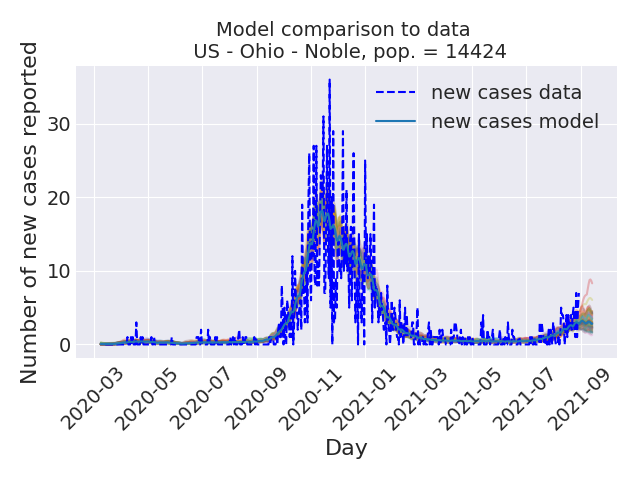 Model comparison to data
US - Ohio - Noble, pop. = 14424
Number of new cases reported
new cases data
new cases model
30
20
10
0
2020-03
2020-05
2020-07
2020-09
2020-11
2021-01
2021-03
2021-05
2021-07
2021-09
Day